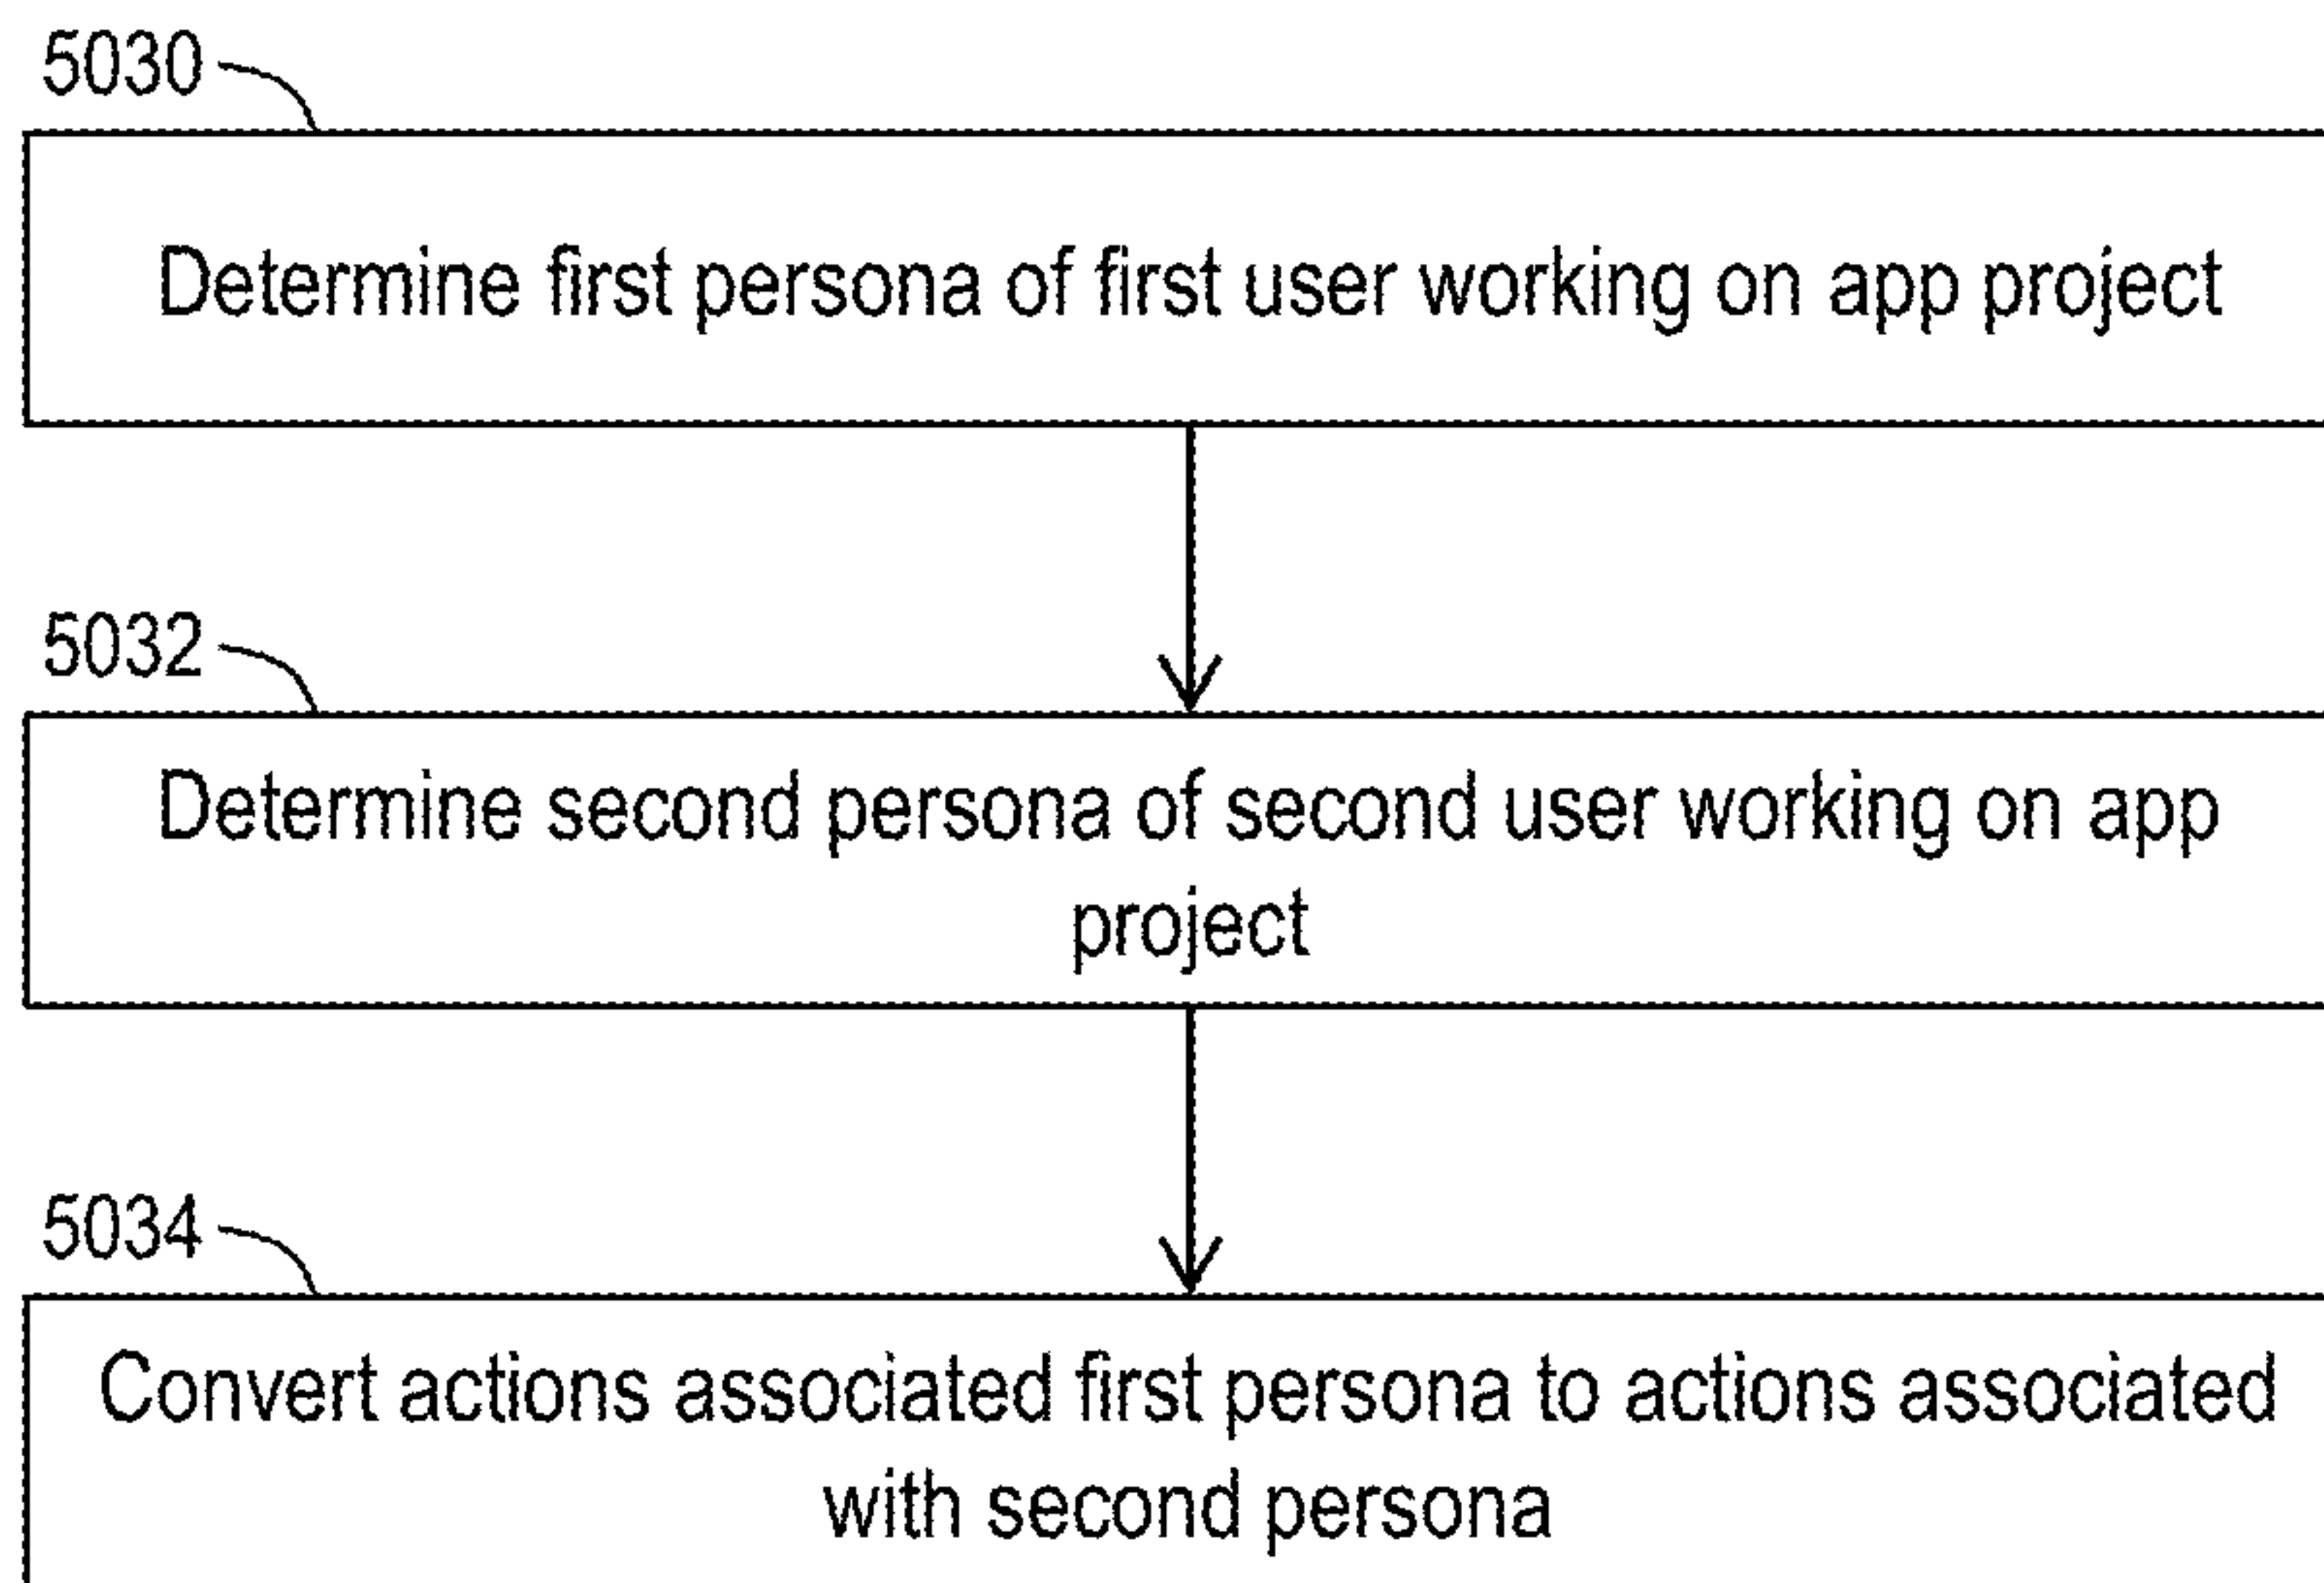 5030
Determine first persona of first user working on app project
5032
Determine second persona of second user working on app
project
5034
Convert actions associated first persona to actions associated
with second persona